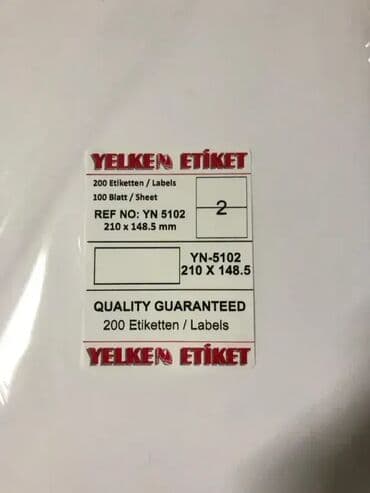 YELKEN ETİKET
200 Etiketten / Labels
100 Blatt / Sheet
REF NO: YN 5102
210 x 148.5 mm
2
YN-5102
210 X 148.5
QUALITY GUARANTEED
200 Etiketten / Labels
YELKEN ETİKET